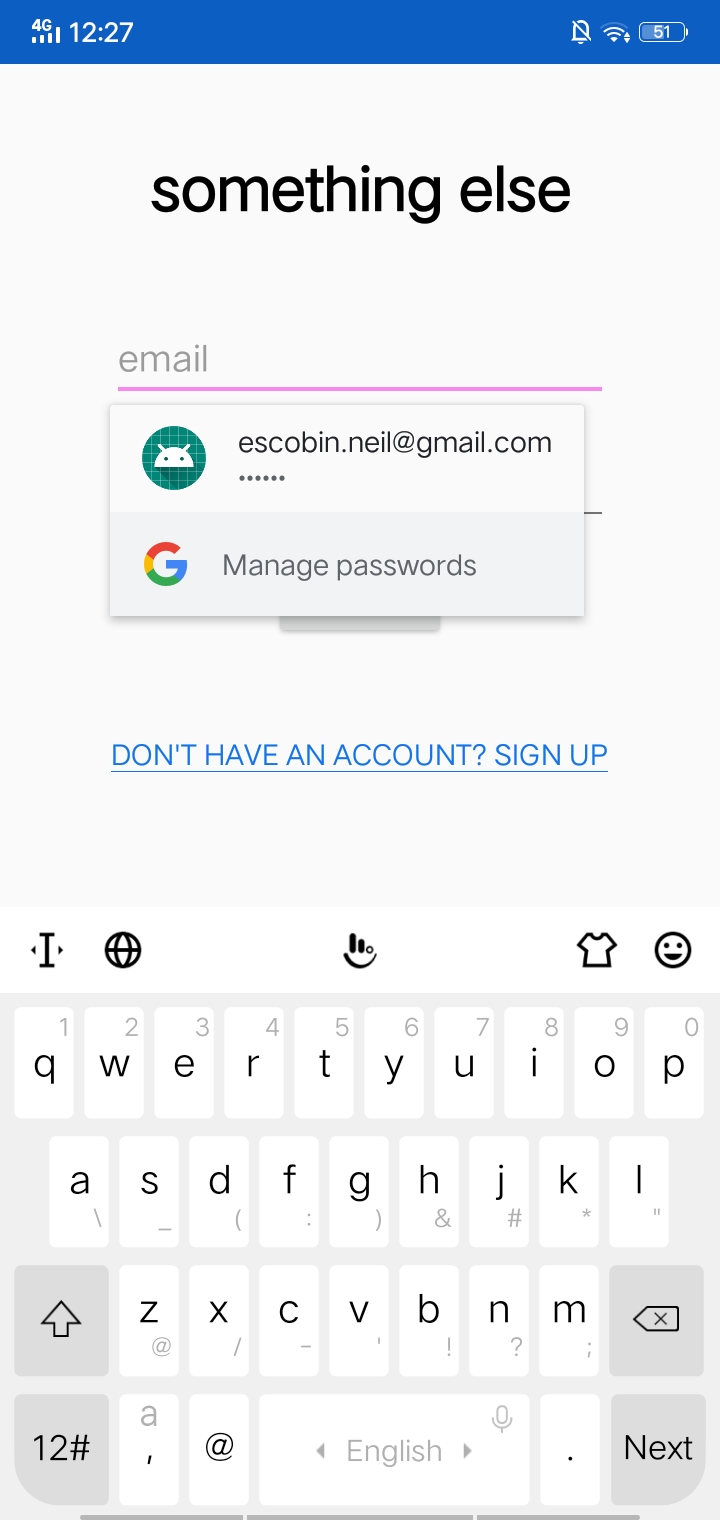 4G 12:27 51
something else
email
escobin.neil@gmail.com
••••••
Manage passwords
DON'T HAVE AN ACCOUNT? SIGN UP
1 2 3 4 5 6 7 8 9 0
q w e r t y u i o p
a s d f g h j k l
\ _ ( : ) & # * "
z x c v b n m
@ / - ' ! ? ;
12# a , @ English . Next